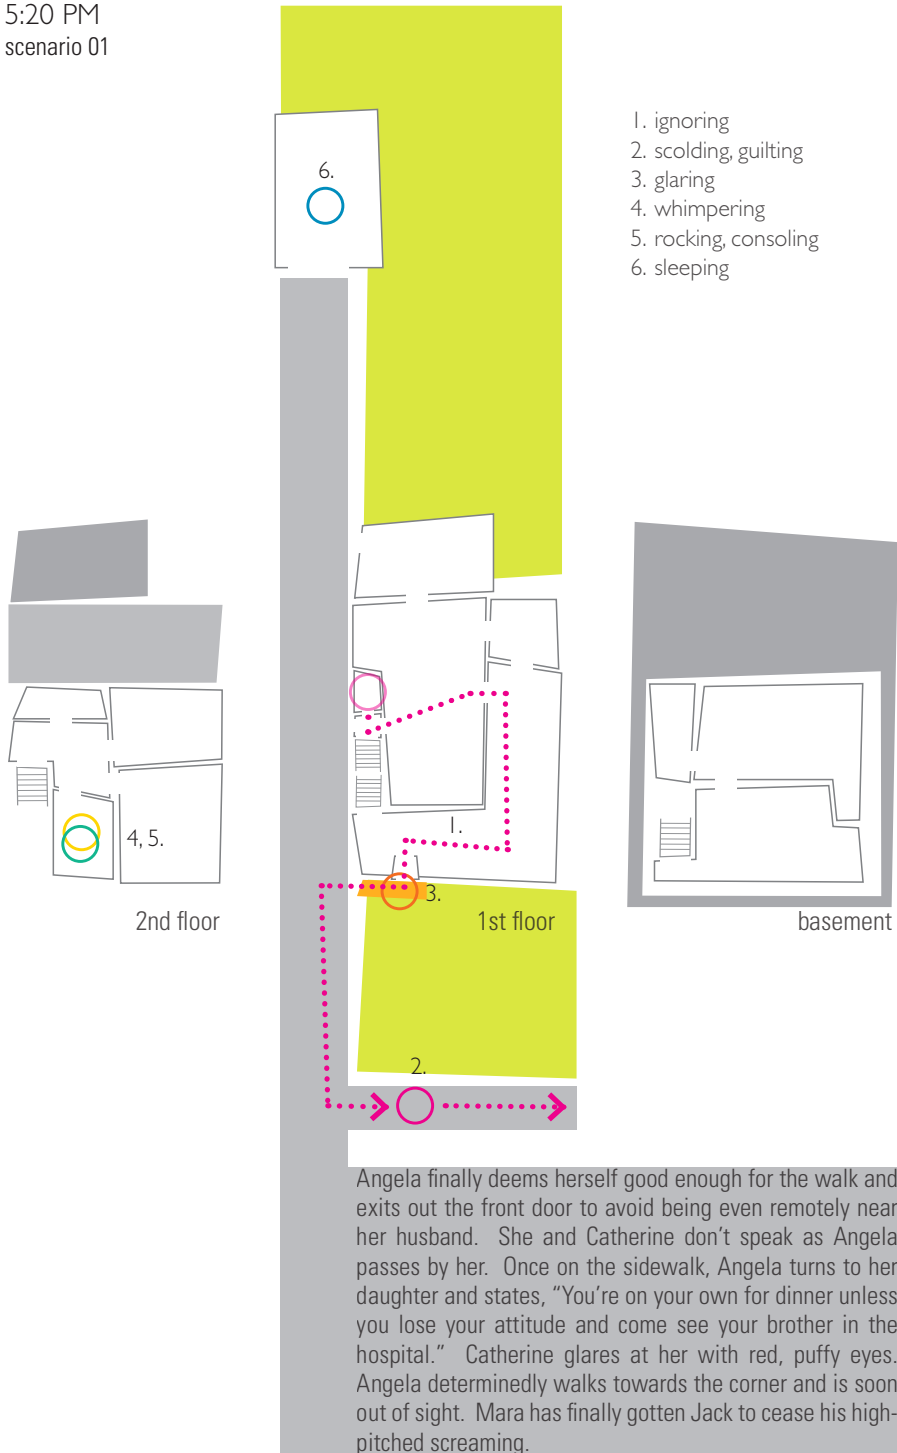 5:20 PM
scenario 01
1. ignoring
2. scolding, guilting
3. glaring
4. whimpering
5. rocking, consoling
6. sleeping
6.
4, 5.
1.
3.
2nd floor
1st floor
basement
2.
Angela finally deems herself good enough for the walk and
exits out the front door to avoid being even remotely near
her husband. She and Catherine don't speak as Angela
passes by her. Once on the sidewalk, Angela turns to her
daughter and states, “You're on your own for dinner unless
you lose your attitude and come see your brother in the
hospital.” Catherine glares at her with red, puffy eyes.
Angela determinedly walks towards the corner and is soon
out of sight. Mara has finally gotten Jack to cease his high-
pitched screaming.